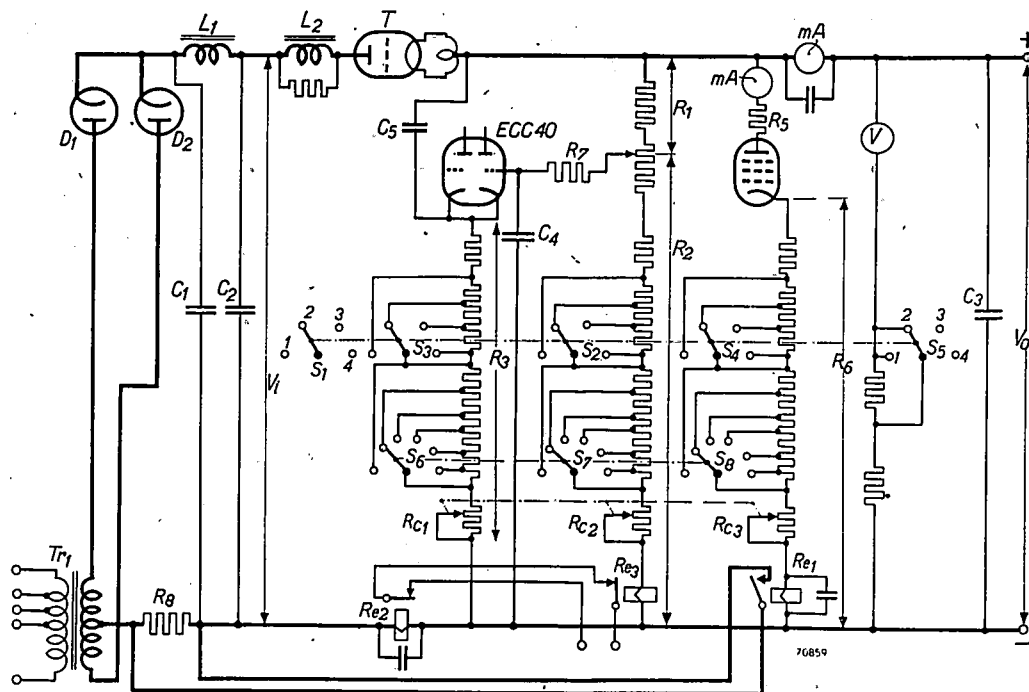 L1
L2
T
mA
+
mA
D1
D2
C5
ECC40
R7
R1
R5
V
C1
C2
C4
R2
C3
1
2
3
4
S1
Vi
S3
R3
S2
S4
R6
2
3
1
S5
4
Vo
S6
S7
S8
Rc1
Rc2
Rc3
Tr1
R8
Re2
Re3
Re1
70859
−